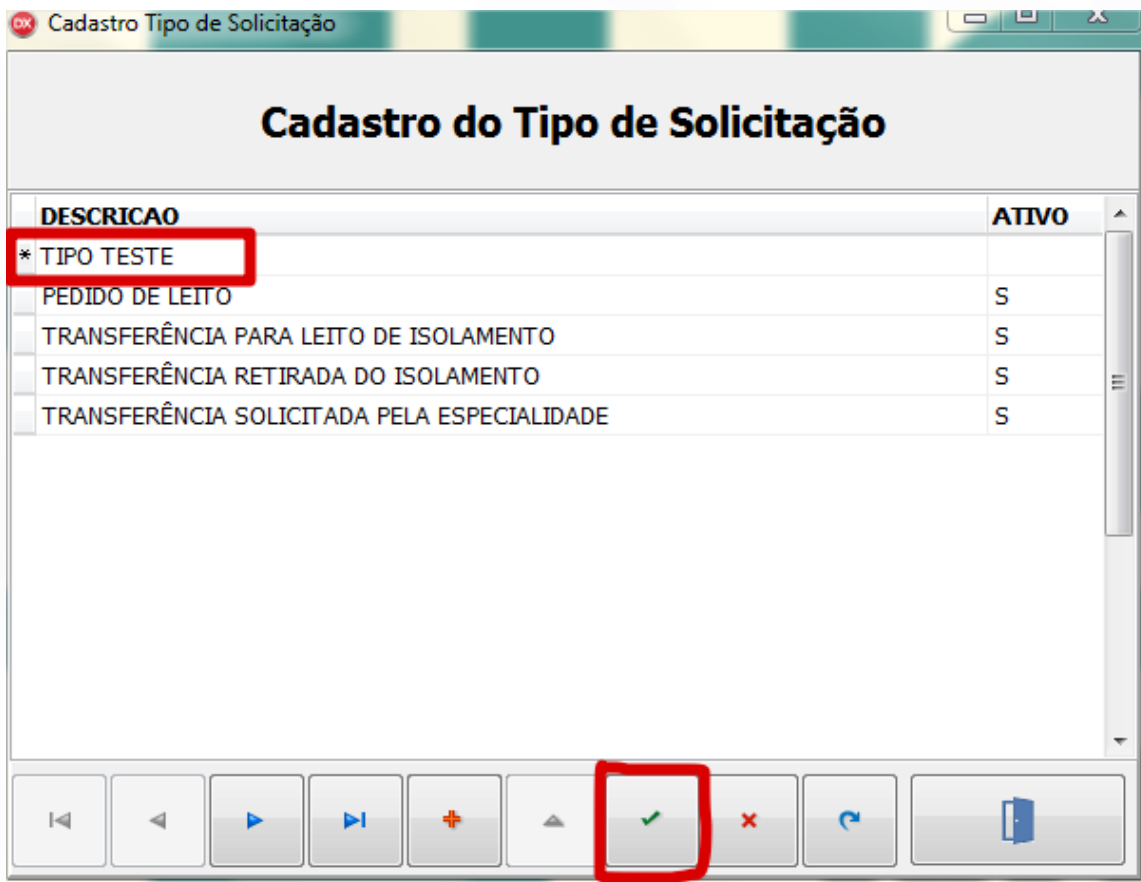 DX Cadastro Tipo de Solicitação
Cadastro do Tipo de Solicitação
DESCRICAO ATIVO
* TIPO TESTE
PEDIDO DE LEITO S
TRANSFERÊNCIA PARA LEITO DE ISOLAMENTO S
TRANSFERÊNCIA RETIRADA DO ISOLAMENTO S
TRANSFERÊNCIA SOLICITADA PELA ESPECIALIDADE S